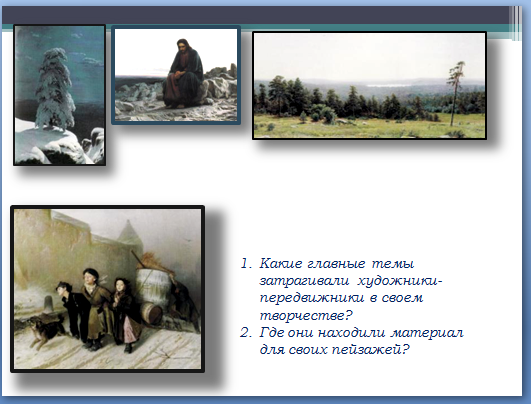 1. Какие главные темы
затрагивали художники-
передвижники в своем
творчестве?
2. Где они находили материал
для своих пейзажей?